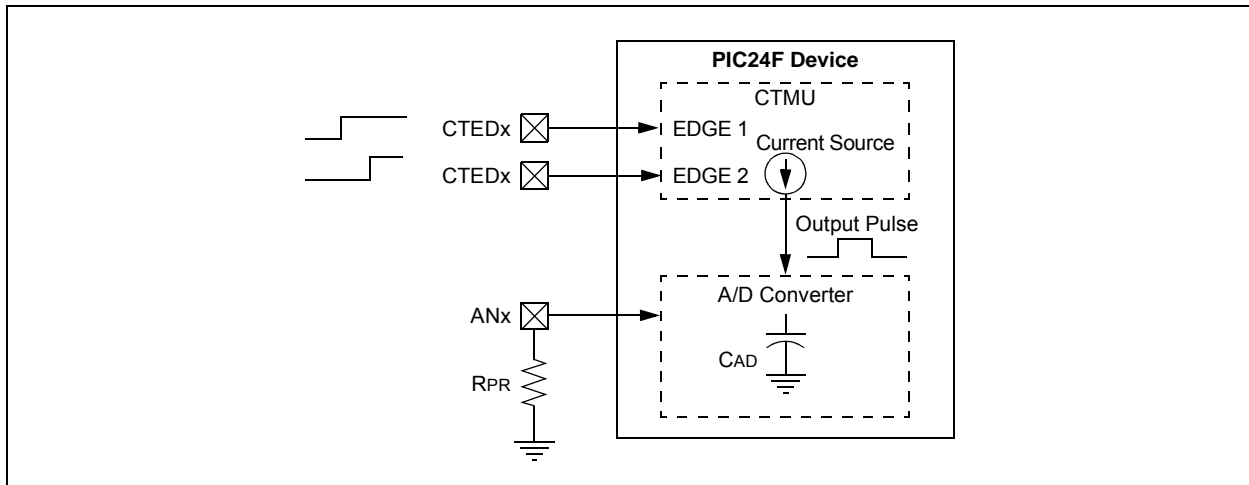 PIC24F Device
CTMU
CTEDx
EDGE 1
Current Source
CTEDx
EDGE 2
Output Pulse
A/D Converter
ANx
CAD
RPR